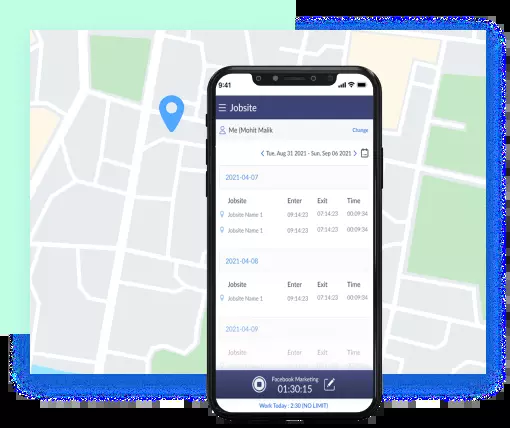 9:41
Jobsite
Me (Mohit Malik
Change
Tue, Aug 31 2021 - Sun, Sep 06 2021
2021-04-07
Jobsite Enter Exit Time
Jobsite Name 1 09:14:23 07:14:23 00:09:34
Jobsite Name 1 09:14:23 07:14:23 00:09:34
2021-04-08
Jobsite Enter Exit Time
Jobsite Name 1 09:14:23 07:14:23 00:09:34
2021-04-09
Jobsite Enter Exit Time
Facebook Marketing
01:30:15
Work Today : 2:30 (NO LIMIT)